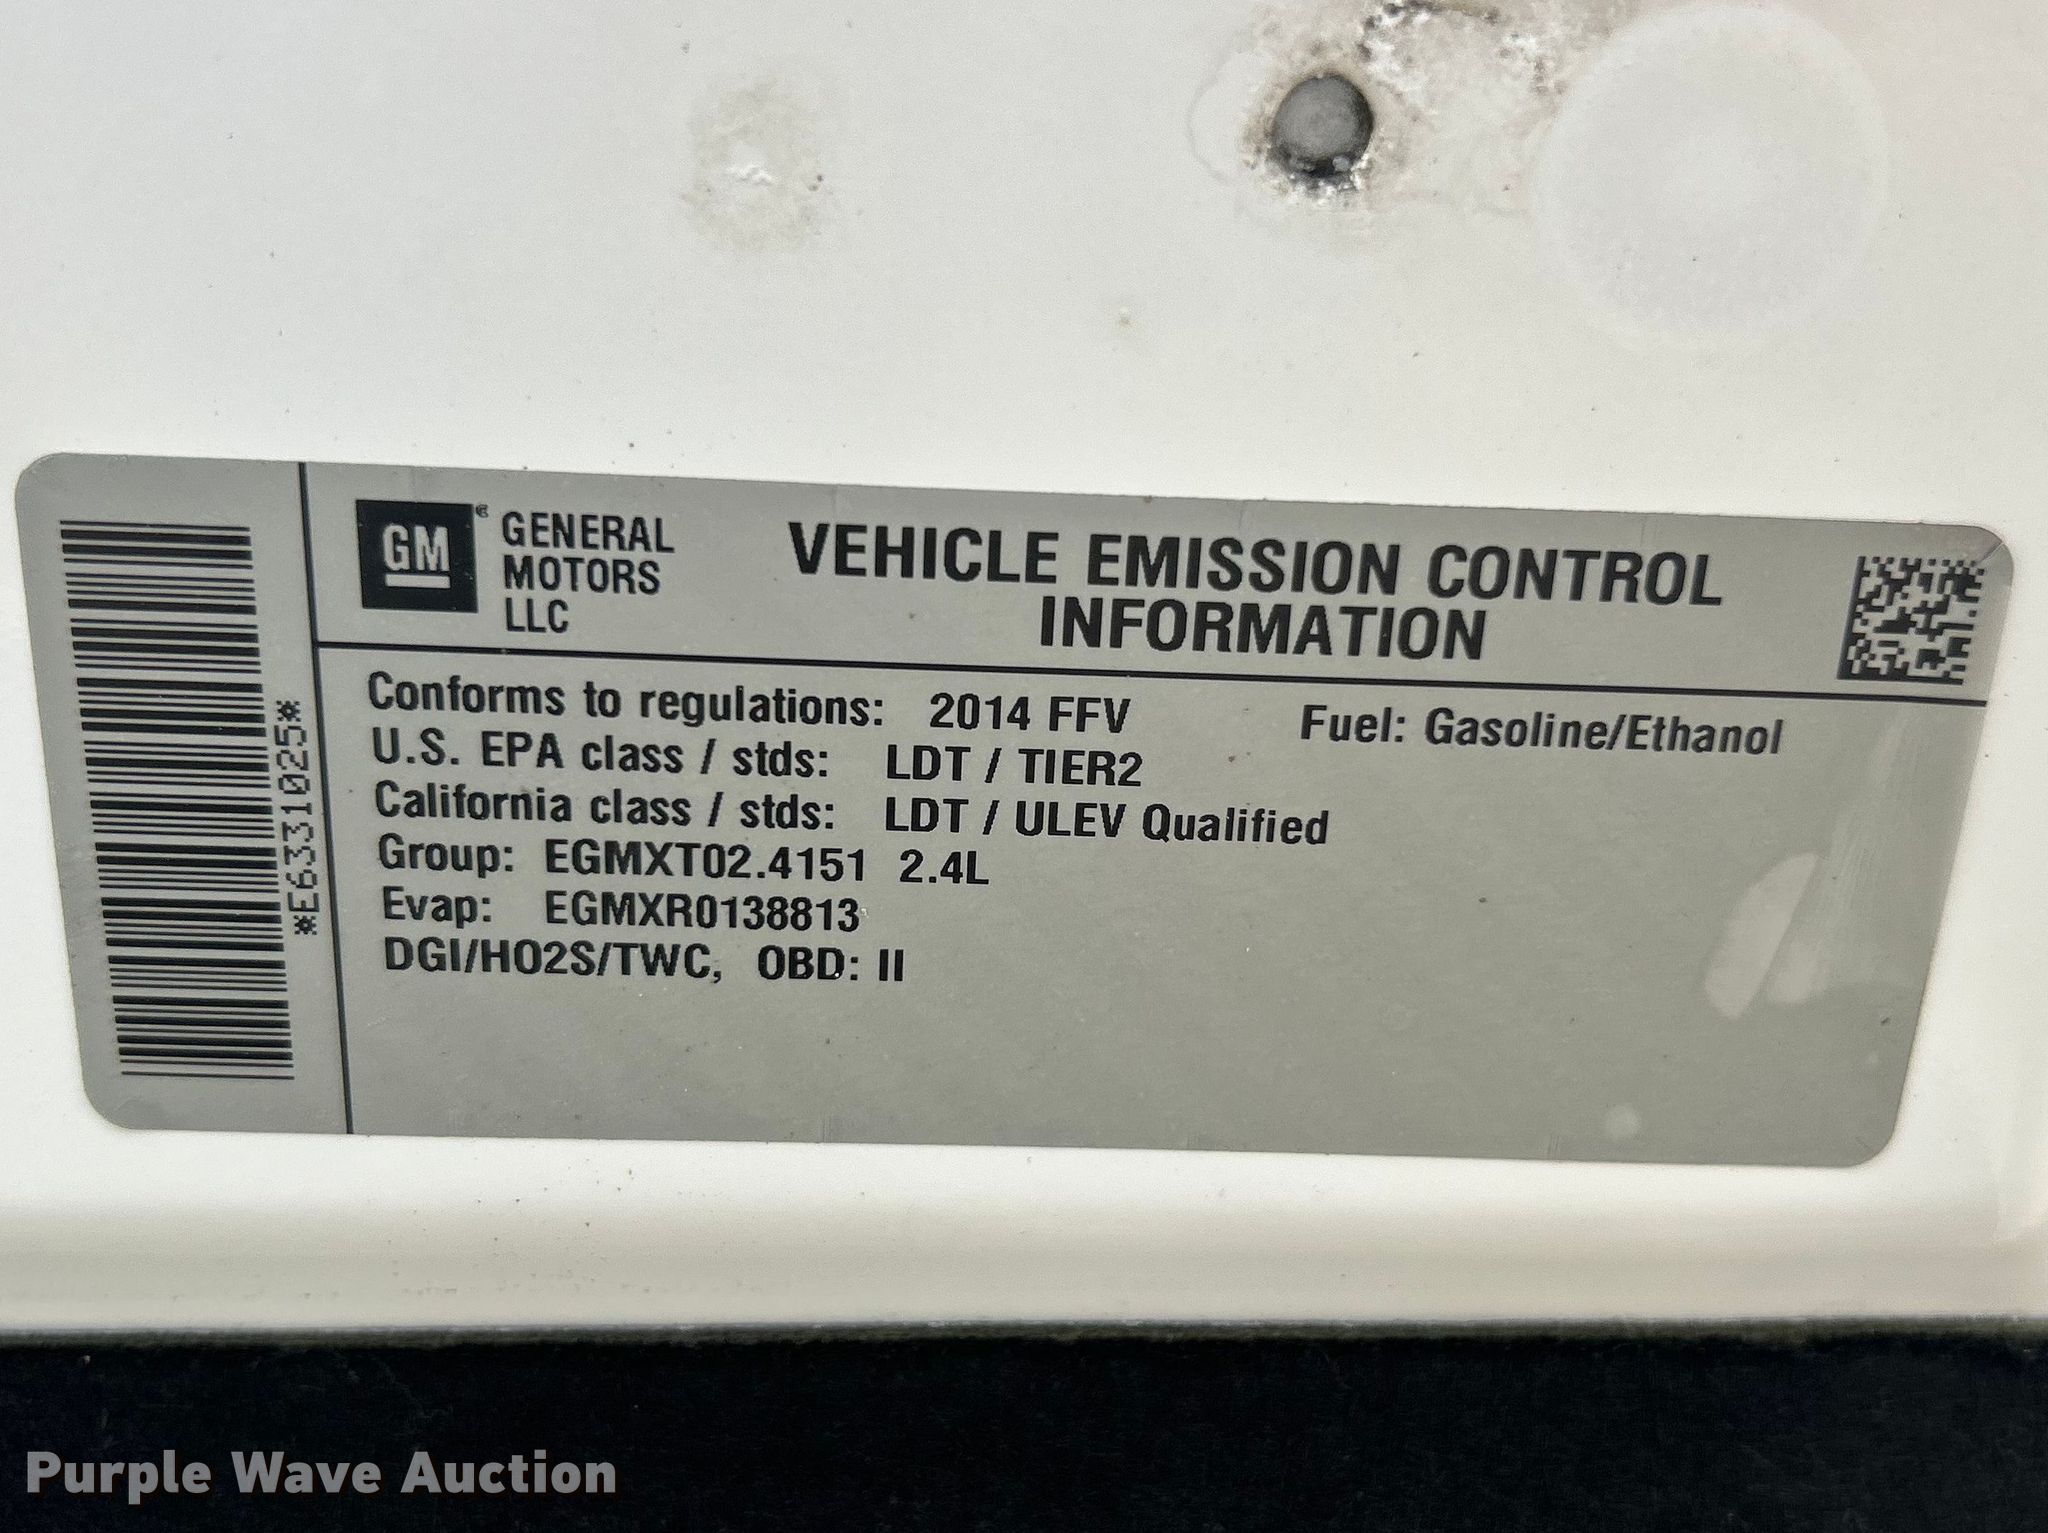 GM
GENERAL
MOTORS
LLC
VEHICLE EMISSION CONTROL
INFORMATION
*E6331025*
Conforms to regulations: 2014 FFV Fuel: Gasoline/Ethanol
U.S. EPA class / stds: LDT / TIER2
California class / stds: LDT / ULEV Qualified
Group: EGMXT02.4151 2.4L
Evap: EGMXR0138813
DGI/HO2S/TWC, OBD: II
Purple Wave Auction